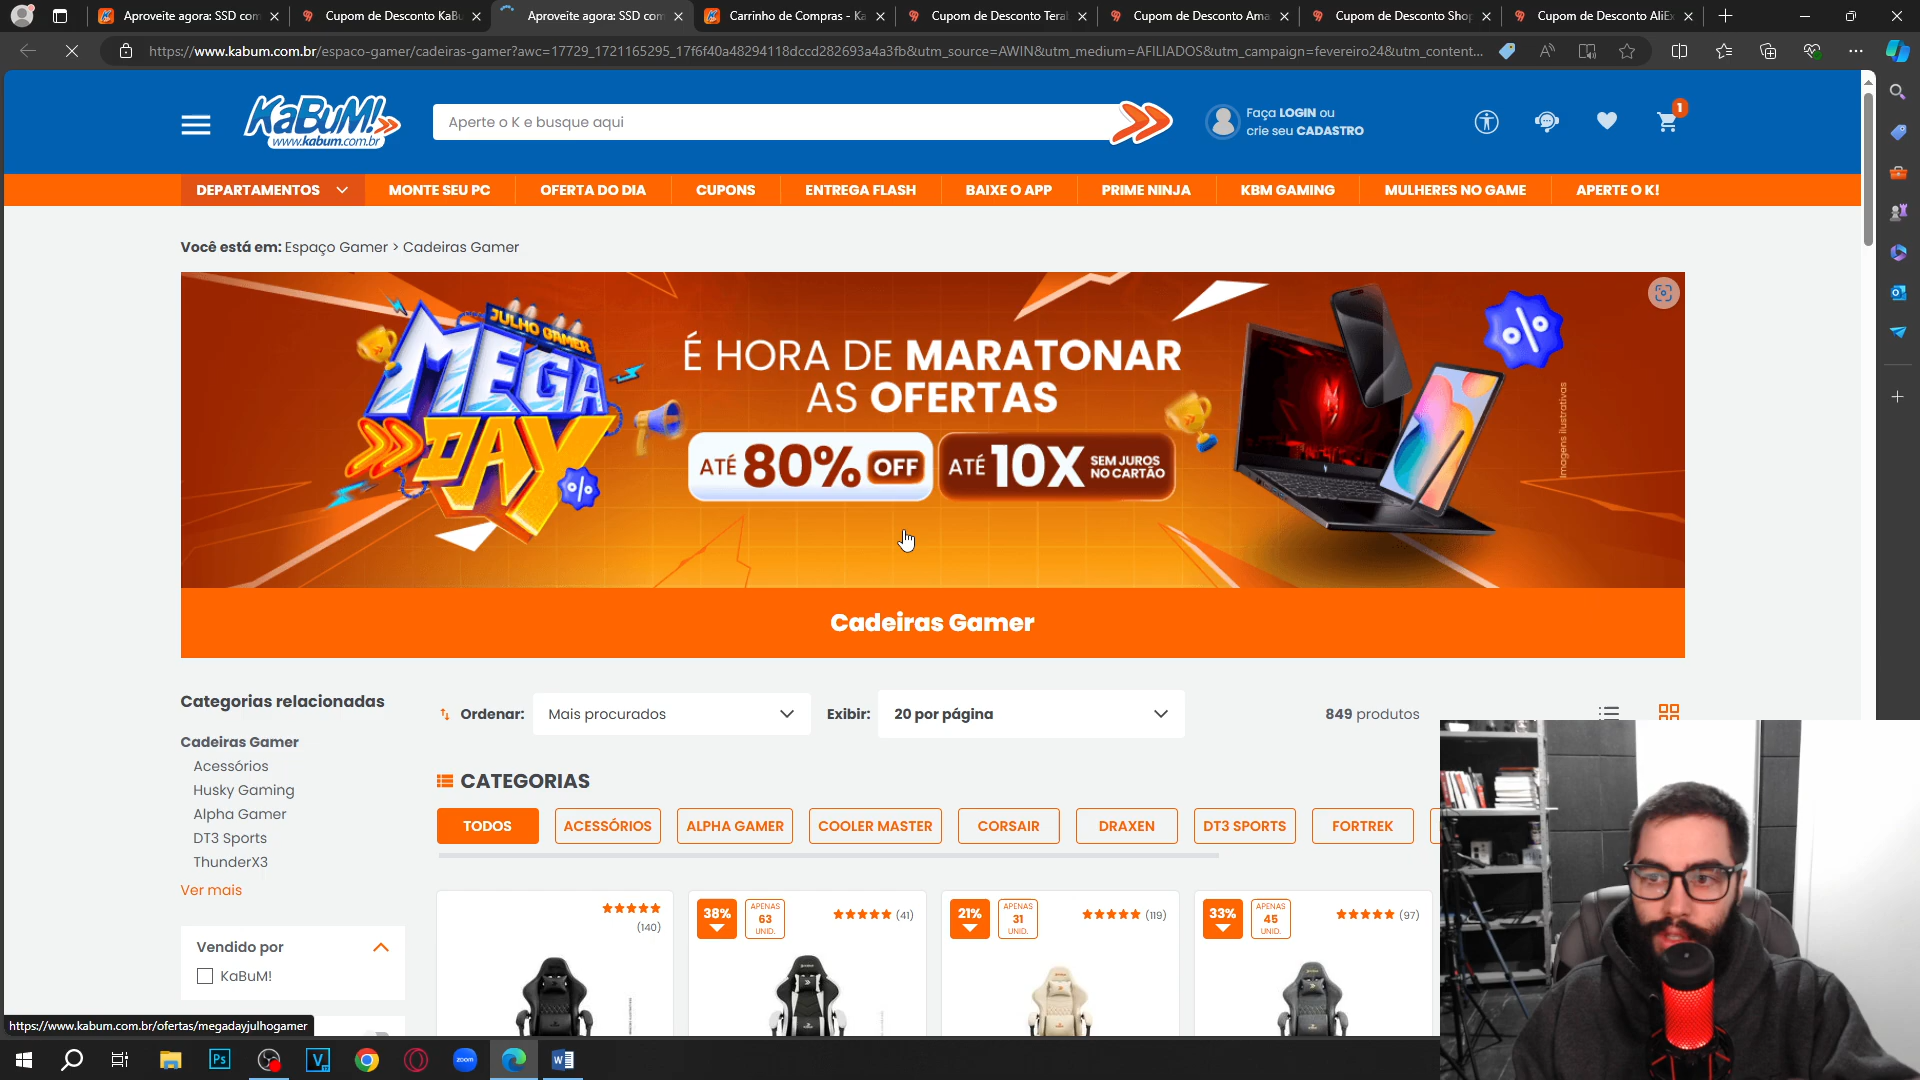 Aproveite agora: SSD com
Cupom de Desconto KaBu
Aproveite agora: SSD com
Carrinho de Compras - Ka
Cupom de Desconto Tera
Cupom de Desconto Ama
Cupom de Desconto Shop
Cupom de Desconto AliEx
https://www.kabum.com.br/espaco-gamer/cadeiras-gamer?awc=17729_1721165295_17f6f40a48294118dccd282693a4a3fb&utm_source=AWIN&utm_medium=AFILIADOS&utm_campaign=fevereiro24&utm_content...
KaBuM!
www.kabum.com.br
Aperte o K e busque aqui
Faça LOGIN ou
crie seu CADASTRO
1
DEPARTAMENTOS
MONTE SEU PC
OFERTA DO DIA
CUPONS
ENTREGA FLASH
BAIXE O APP
PRIME NINJA
KBM GAMING
MULHERES NO GAME
APERTE O K!
Você está em: Espaço Gamer > Cadeiras Gamer
JULHO GAMER
MEGA
DAY
%
É HORA DE MARATONAR
AS OFERTAS
ATÉ 80% OFF
ATÉ 10X SEM JUROS
NO CARTÃO
%
Imagens ilustrativas
Cadeiras Gamer
Categorias relacionadas
Cadeiras Gamer
Acessórios
Husky Gaming
Alpha Gamer
DT3 Sports
ThunderX3
Ver mais
Vendido por
KaBuM!
Ordenar:
Mais procurados
Exibir:
20 por página
849 produtos
CATEGORIAS
TODOS
ACESSÓRIOS
ALPHA GAMER
COOLER MASTER
CORSAIR
DRAXEN
DT3 SPORTS
FORTREK
(140)
38%
APENAS
63
UNID.
(41)
21%
APENAS
31
UNID.
(119)
33%
APENAS
45
UNID.
(97)
https://www.kabum.com.br/ofertas/megadayjulhogamer
Ps
V
zoom
W